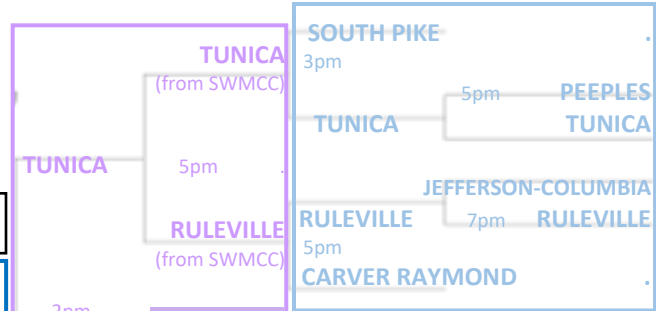 SOUTH PIKE .
TUNICA 3pm
(from SWMCC)
5pm PEEPLES
TUNICA TUNICA
TUNICA 5pm .
JEFFERSON-COLUMBIA
RULEVILLE 7pm RULEVILLE
RULEVILLE 5pm
(from SWMCC)
CARVER RAYMOND .
2pm